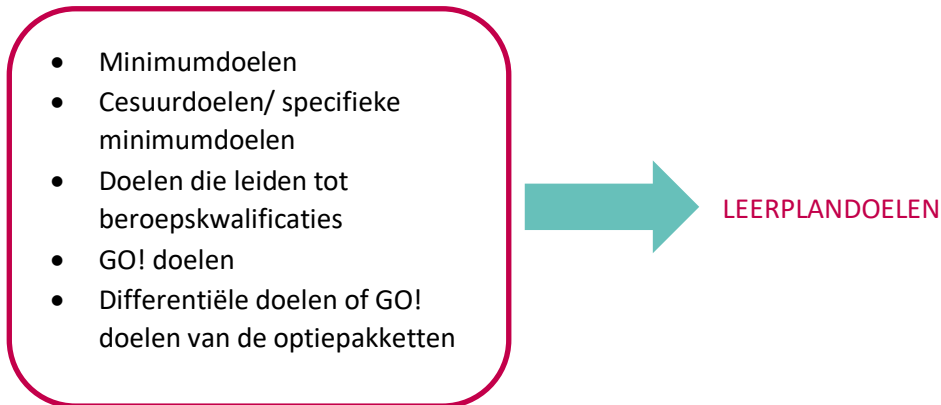 • Minimumdoelen
• Cesuurdoelen/ specifieke
minimumdoelen
• Doelen die leiden tot
beroepskwalificaties
• GO! doelen
• Differentiële doelen of GO!
doelen van de optiepakketten
LEERPLANDOELEN